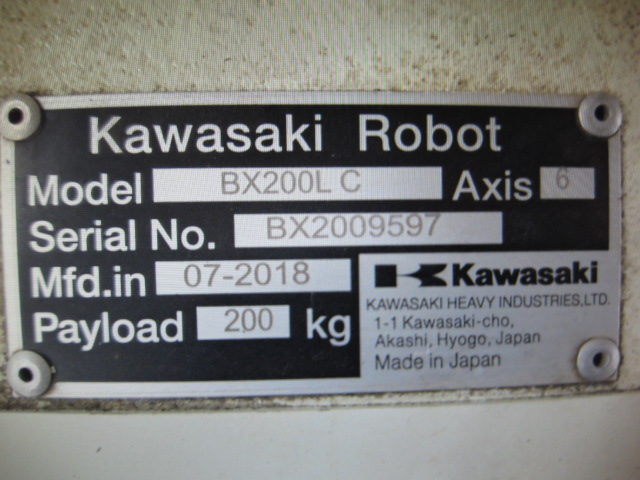 Kawasaki Robot
Model BX200L C Axis 6
Serial No. BX2009597
Mfd.in 07-2018
Payload 200 kg
Kawasaki
KAWASAKI HEAVY INDUSTRIES,LTD.
1-1 Kawasaki-cho,
Akashi, Hyogo, Japan
Made in Japan